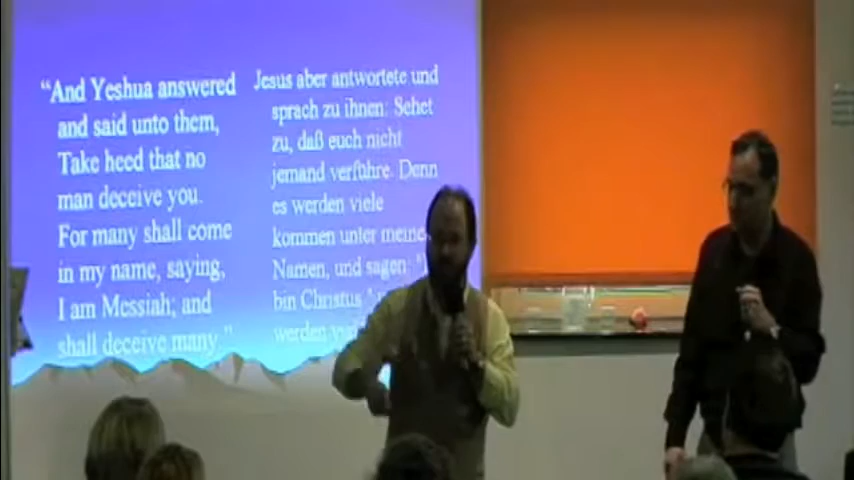 “And Yeshua answered
and said unto them,
Take heed that no
man deceive you.
For many shall come
in my name, saying,
I am Messiah; and
shall deceive many.”
Jesus aber antwortete und
sprach zu ihnen: Sehet
zu, daß euch nicht
jemand verführe. Denn
es werden viele
kommen unter meine
Namen, und sagen: "
bin Christus
werden